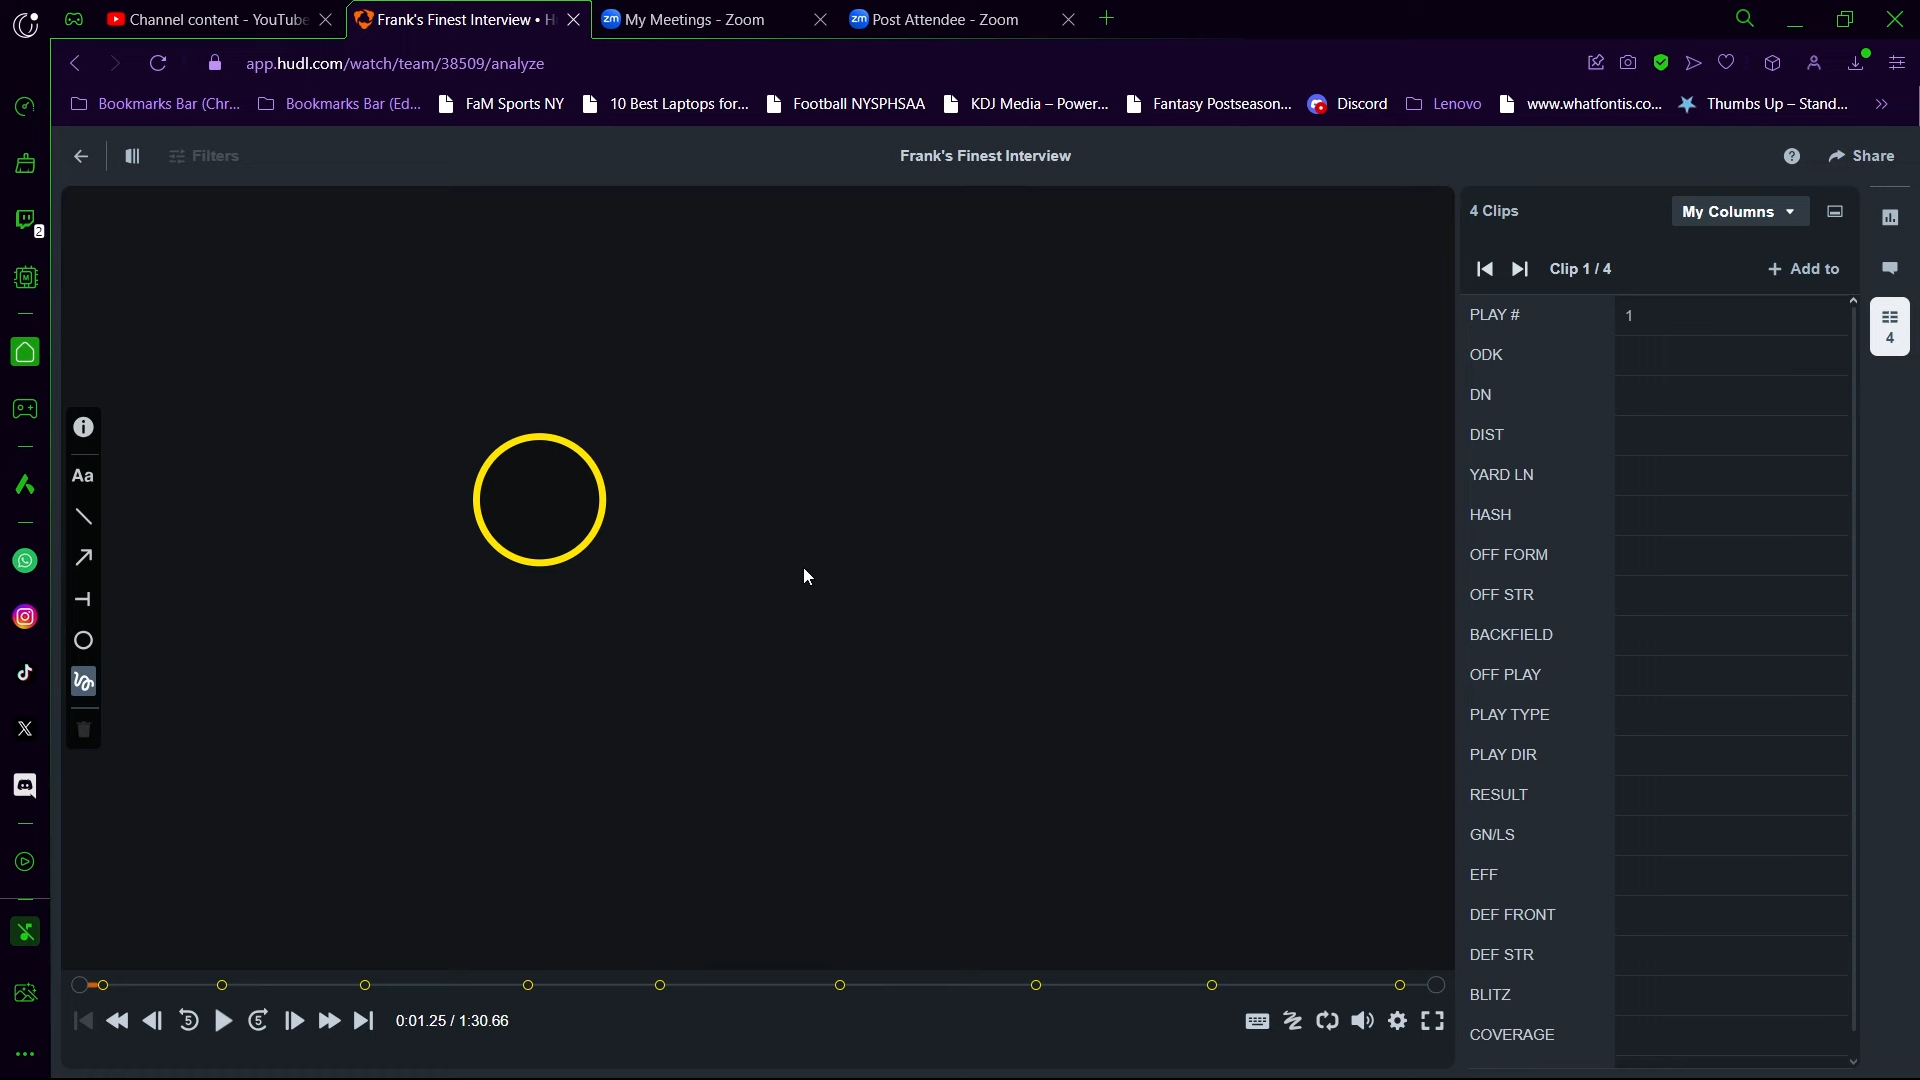 Channel content - YouTube
Frank's Finest Interview • H
My Meetings - Zoom
Post Attendee - Zoom
app.hudl.com/watch/team/38509/analyze
Bookmarks Bar (Chr...
Bookmarks Bar (Ed...
FaM Sports NY
10 Best Laptops for...
Football NYSPHSAA
KDJ Media – Power...
Fantasy Postseason...
Discord
Lenovo
www.whatfontis.co...
Thumbs Up – Stand...
Filters
Frank's Finest Interview
Share
4 Clips
My Columns
Clip 1 / 4
+ Add to
PLAY # 1
ODK
DN
DIST
YARD LN
HASH
OFF FORM
OFF STR
BACKFIELD
OFF PLAY
PLAY TYPE
PLAY DIR
RESULT
GN/LS
EFF
DEF FRONT
DEF STR
BLITZ
COVERAGE
4
2
Aa
5
5
0:01.25 / 1:30.66